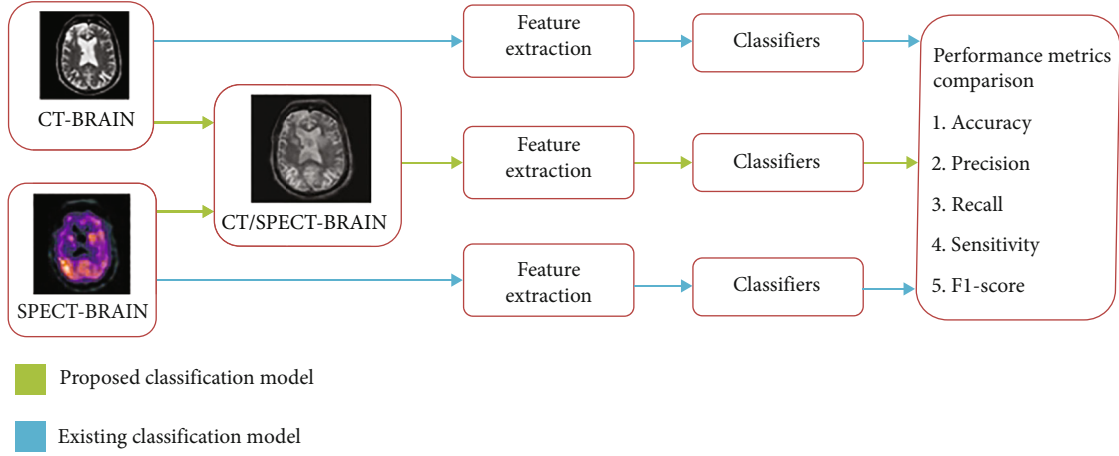 CT-BRAIN
Feature
extraction
Classifiers
CT/SPECT-BRAIN
Feature
extraction
Classifiers
SPECT-BRAIN
Feature
extraction
Classifiers
Performance metrics
comparison
1. Accuracy
2. Precision
3. Recall
4. Sensitivity
5. F1-score
Proposed classification model
Existing classification model